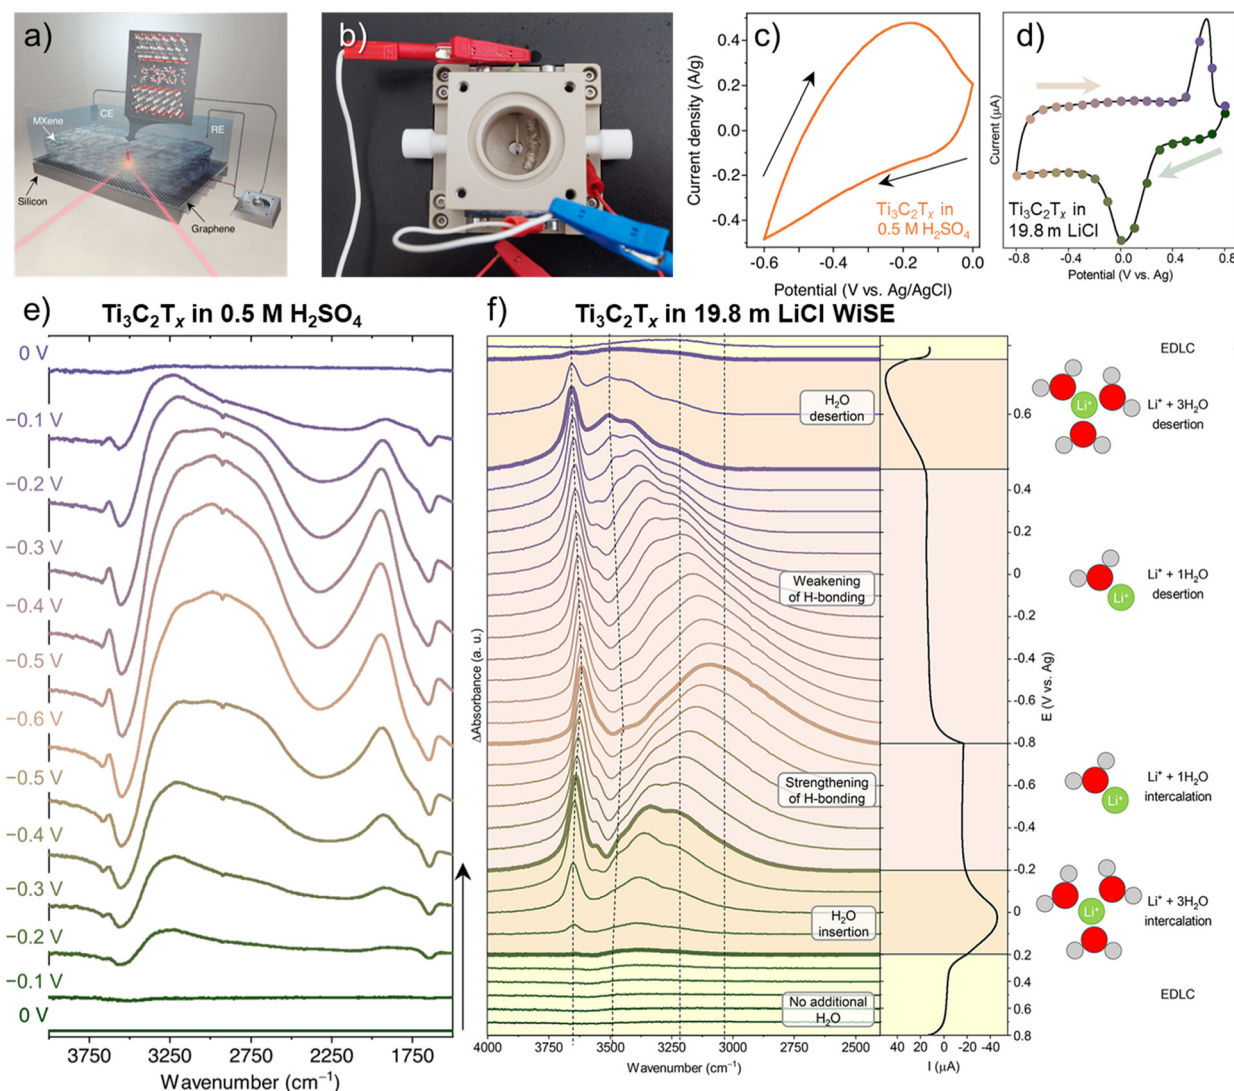 a)
CE
RE
MXene
Silicon
Graphene
b)
c)
Current density (A/g)
0.4
0.2
0.0
-0.2
-0.4
Ti₃C₂Tₓ in
0.5 M H₂SO₄
-0.6 -0.4 -0.2 0.0
Potential (V vs. Ag/AgCl)
d)
Current (µA)
Ti₃C₂Tₓ in
19.8 m LiCl
-0.8 -0.4 0.0 0.4 0.8
Potential (V vs. Ag)
e)
Ti₃C₂Tₓ in 0.5 M H₂SO₄
0 V
−0.1 V
−0.2 V
−0.3 V
−0.4 V
−0.5 V
−0.6 V
−0.5 V
−0.4 V
−0.3 V
−0.2 V
−0.1 V
0 V
3750 3250 2750 2250 1750
Wavenumber (cm⁻¹)
f)
Ti₃C₂Tₓ in 19.8 m LiCl WiSE
ΔAbsorbance (a. u.)
H₂O
desertion
Weakening
of H-bonding
Strengthening
of H-bonding
H₂O
insertion
No additional
H₂O
4000 3500 3000 2500
Wavenumber (cm⁻¹)
0.6
0.4
0.2
0
-0.2
-0.4
-0.6
-0.8
-0.6
-0.4
-0.2
0
0.2
0.4
0.6
0.8
E (V vs. Ag)
40 20 0 -20 -40
I (µA)
EDLC
Li⁺
Li⁺ + 3H₂O
desertion
Li⁺
Li⁺ + 1H₂O
desertion
Li⁺
Li⁺ + 1H₂O
intercalation
Li⁺
Li⁺ + 3H₂O
intercalation
EDLC